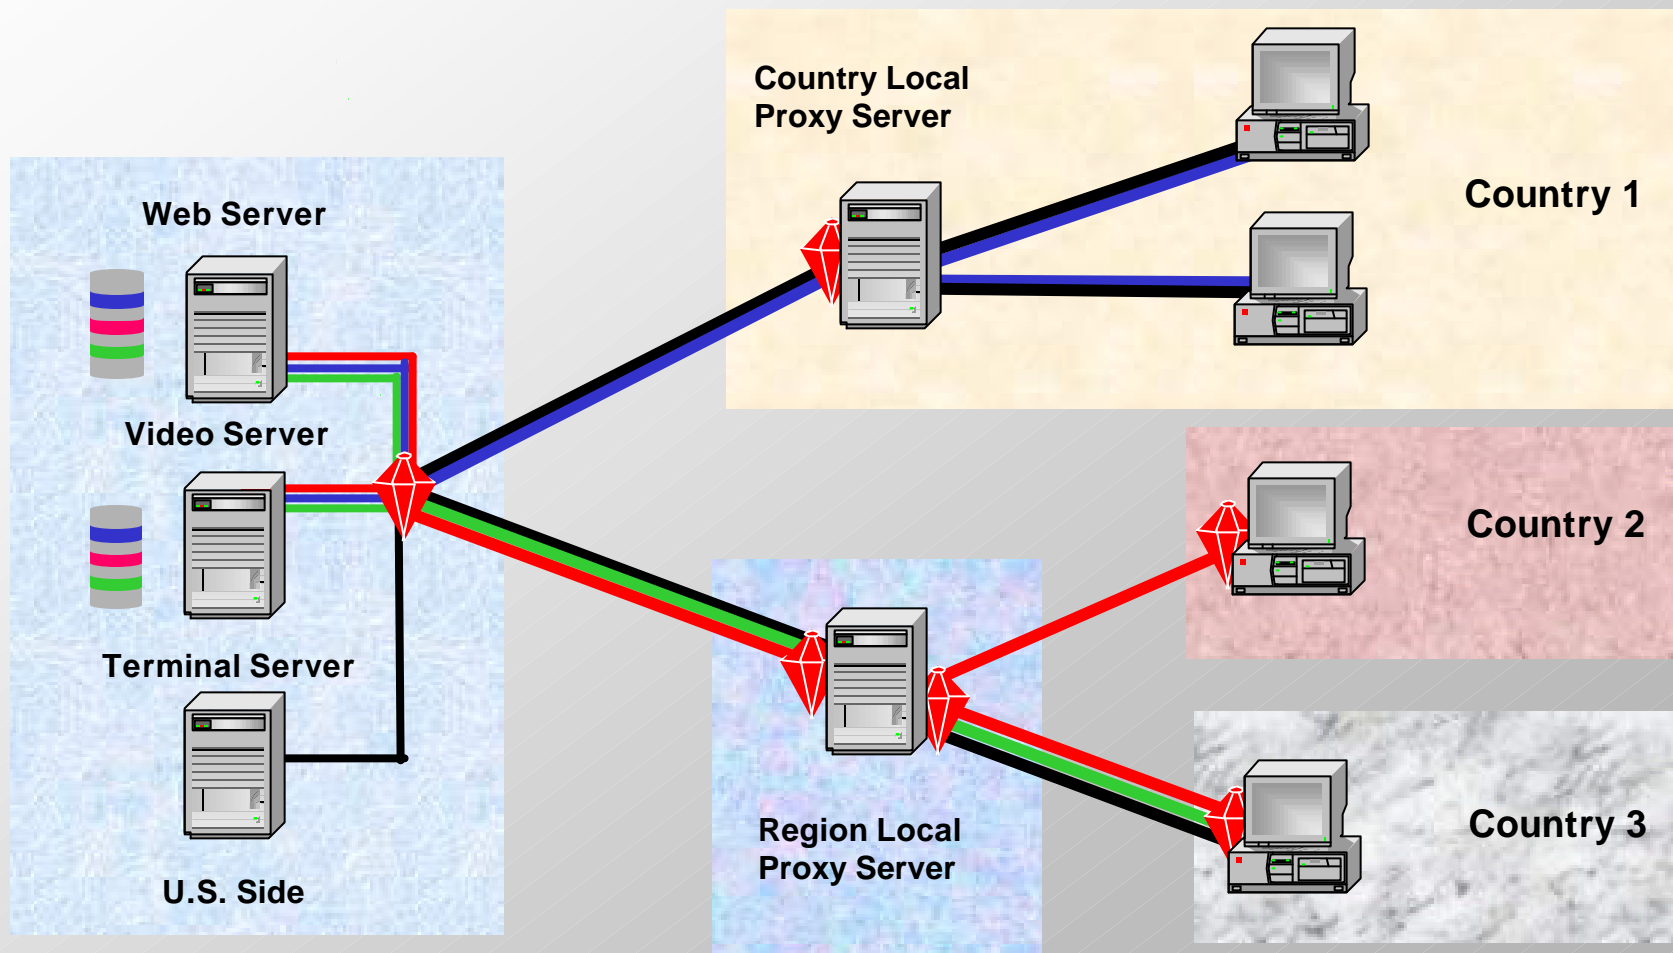 Country Local
Proxy Server
Country 1
Web Server
Video Server
Country 2
Terminal Server
Region Local
Proxy Server
Country 3
U.S. Side